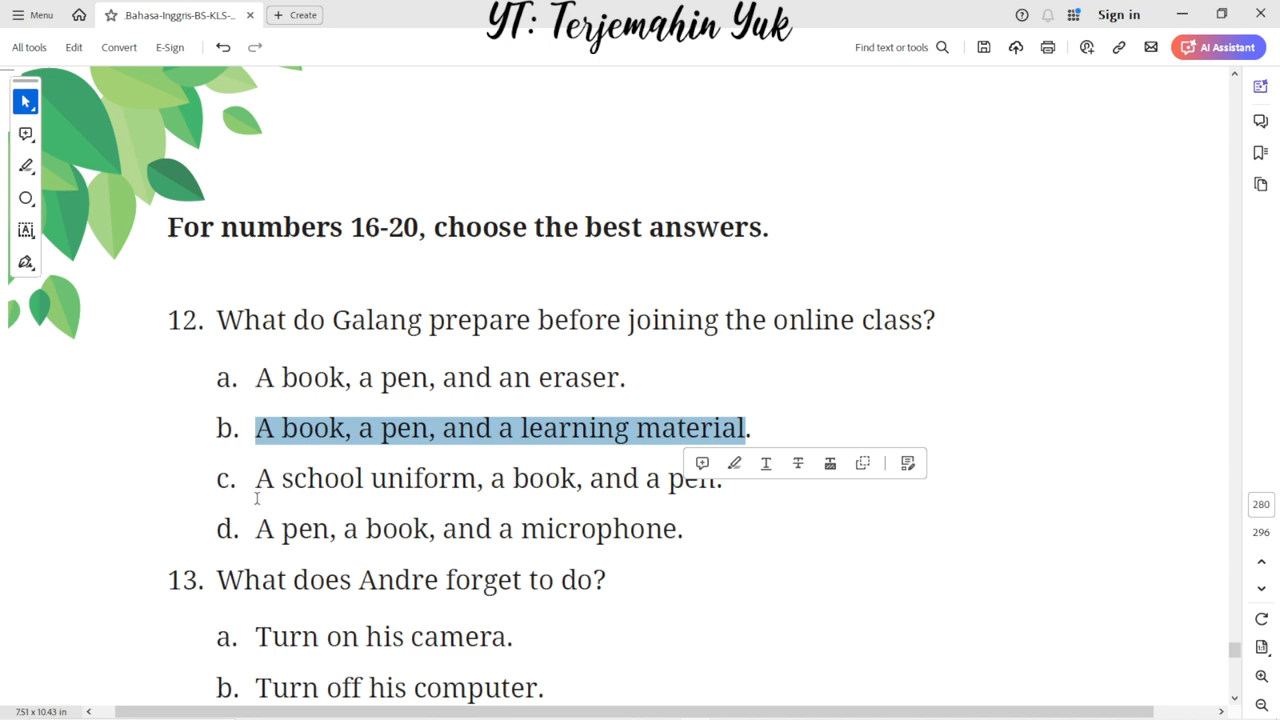 Menu
.Bahasa-Inggris-BS-KLS-...
Create
YT: Terjemahin Yuk
Sign in
All tools
Edit
Convert
E-Sign
Find text or tools
AI Assistant
For numbers 16-20, choose the best answers.
12. What do Galang prepare before joining the online class?
a. A book, a pen, and an eraser.
b. A book, a pen, and a learning material.
c. A school uniform, a book, and a pen.
d. A pen, a book, and a microphone.
13. What does Andre forget to do?
a. Turn on his camera.
b. Turn off his computer.
280
296
7.51 x 10.43 in